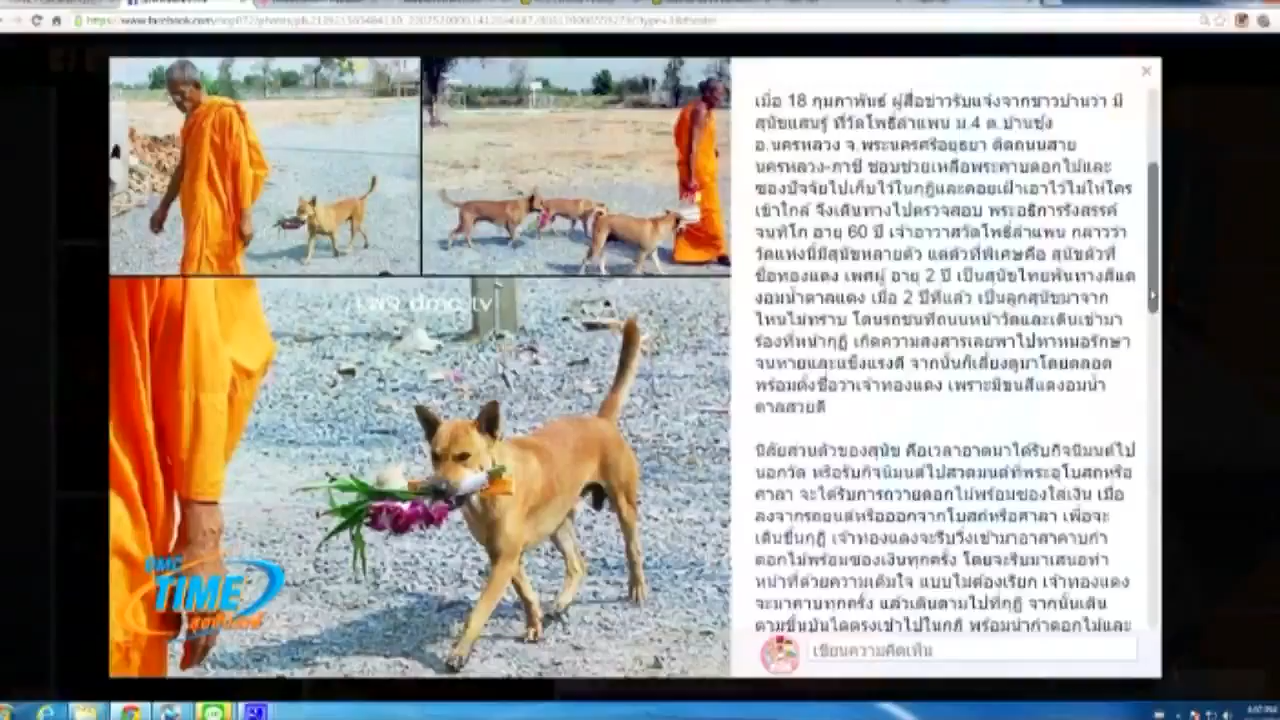 https://www.facebook.com/
เมื่อ 18 กุมภาพันธ์ ผู้สื่อข่าวรับแจ้งจากชาวบ้านว่า มี
สุนัขแสนรู้ ที่วัดโพธิ์ลำแพน ม.4 ต.บ้านชุ้ง
อ.นครหลวง จ.พระนครศรีอยุธยา ติดถนนสาย
นครหลวง-ภาชี ชอบช่วยเหลือพระคาบดอกไม้และ
ซองปัจจัยไปเก็บไว้ในกุฏิและคอยเฝ้าเอาไว้ไม่ให้ใคร
เข้าใกล้ จึงเดินทางไปตรวจสอบ พระอธิการรังสรรค์
จนทิโก อายุ 60 ปี เจ้าอาวาสวัดโพธิ์ลำแพน กล่าวว่า
วัดแห่งนี้มีสุนัขหลายตัว แต่ตัวที่พิเศษคือ สุนัขตัวที่
ชื่อทองแดง เพศผู้ อายุ 2 ปี เป็นสุนัขไทยพันทางสีแด
งอมน้ำตาลแดง เมื่อ 2 ปีที่แล้ว เป็นลูกสุนัขมาจาก
ไหนไม่ทราบ โดนรถชนที่ถนนหน้าวัดและเดินเข้ามา
ร้องที่หน้ากุฏิ เกิดความสงสารเลยพาไปหาหมอรักษา
จนหายและแข็งแรงดี จากนั้นก็เลี้ยงดูมาโดยตลอด
พร้อมตั้งชื่อว่าเจ้าทองแดง เพราะมีขนสีแดงอมน้ำ
ตาลสวยดี
นิสัยส่วนตัวของสุนัข คือเวลาอาตมาได้รับกิจนิมนต์ไป
นอกวัด หรือรับกิจนิมนต์ไปสวดมนต์ที่พระอุโบสถหรือ
ศาลา จะได้รับการถวายดอกไม้พร้อมซองใส่เงิน เมื่อ
ลงจากรถยนต์หรือออกจากโบสถ์หรือศาลา เพื่อจะ
เดินขึ้นกุฏิ เจ้าทองแดงจะรีบวิ่งเข้ามาอาสาคาบกำ
ดอกไม้พร้อมซองเงินทุกครั้ง โดยจะรีบมาเสนอทำ
หน้าที่ด้วยความเต็มใจ แบบไม่ต้องเรียก เจ้าทองแดง
จะมาคาบทุกครั้ง แล้วเดินตามไปที่กุฏิ จากนั้นเดิน
ตามขึ้นบันไดตรงเข้าไปในกุฏิ พร้อมนำกำดอกไม้และ
เขียนความคิดเห็น
dmc.tv
DMC
TIME